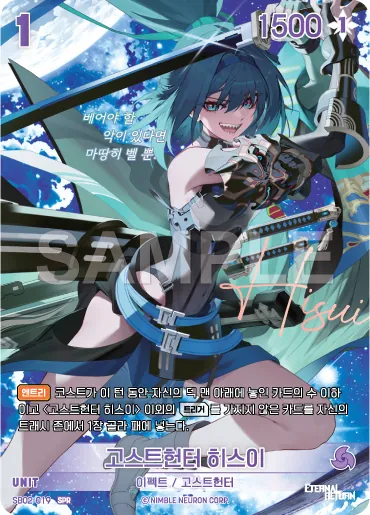 1
1500 1
베어야 할
악이 있다면
마땅히 벨 뿐
SAMPLE
Hisui
엔트리 코스트가 이 턴 동안 자신의 덱 맨 아래에 놓인 카드의 수 이하
이고 <고스트헌터 히스이> 이외의 트리거 를 가지지 않은 카드를 자신의
트래시 존에서 1장 골라 패에 넣는다.
고스트헌터 히스이
UNIT
이펙트 / 고스트헌터
SB02-019 SPR
©NIMBLE NEURON CORP.
ETERNAL
RETURN